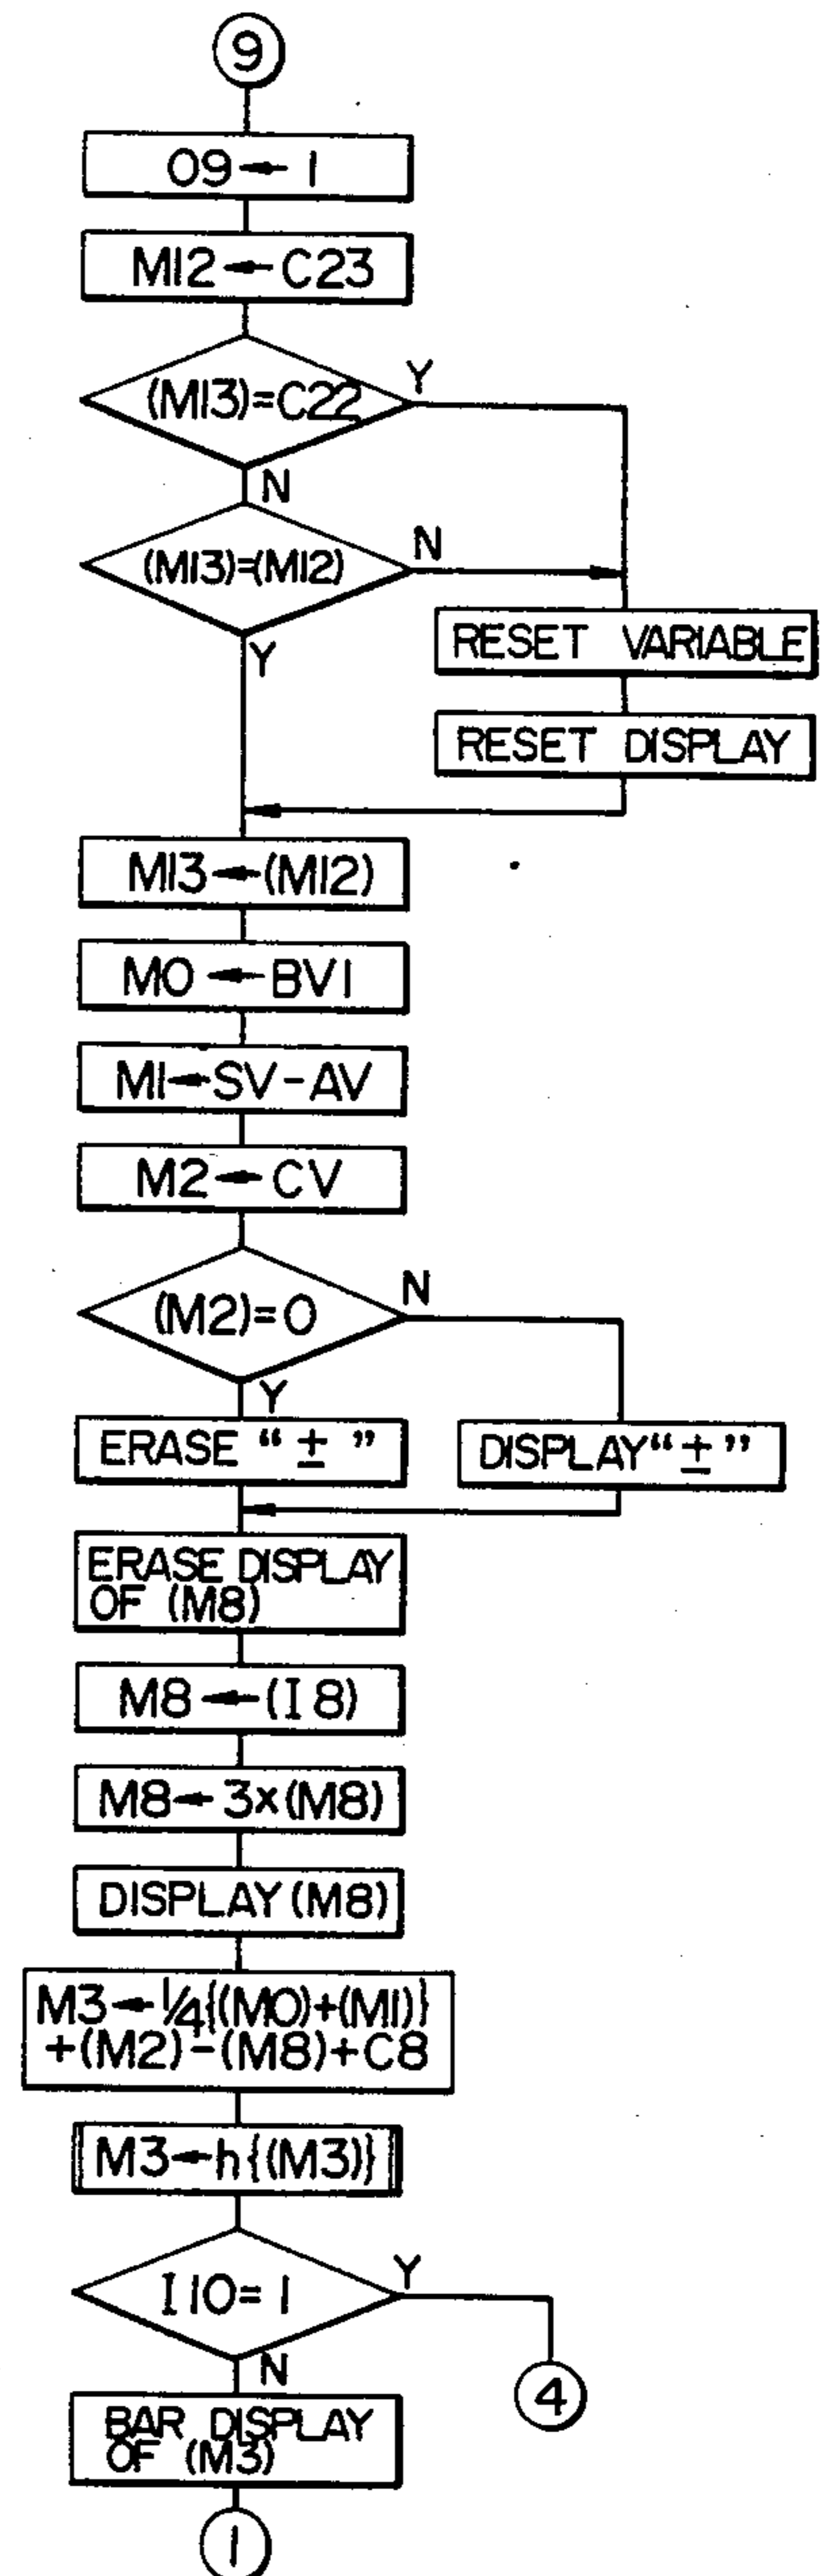 9
O9←1
M12←C23
(M13)=C22
Y
N
(M13)=(M12)
N
Y
RESET VARIABLE
RESET DISPLAY
M13←(M12)
M0←BV1
M1←SV-AV
M2←CV
(M2)=0
N
Y
ERASE “±”
DISPLAY“±”
ERASE DISPLAY
OF (M8)
M8←(I8)
M8←3x(M8)
DISPLAY(M8)
M3←1/4{(M0)+(M1)}
+(M2)-(M8)+C8
M3←h{(M3)}
I10=1
Y
N
4
BAR DISPLAY
OF (M3)
1